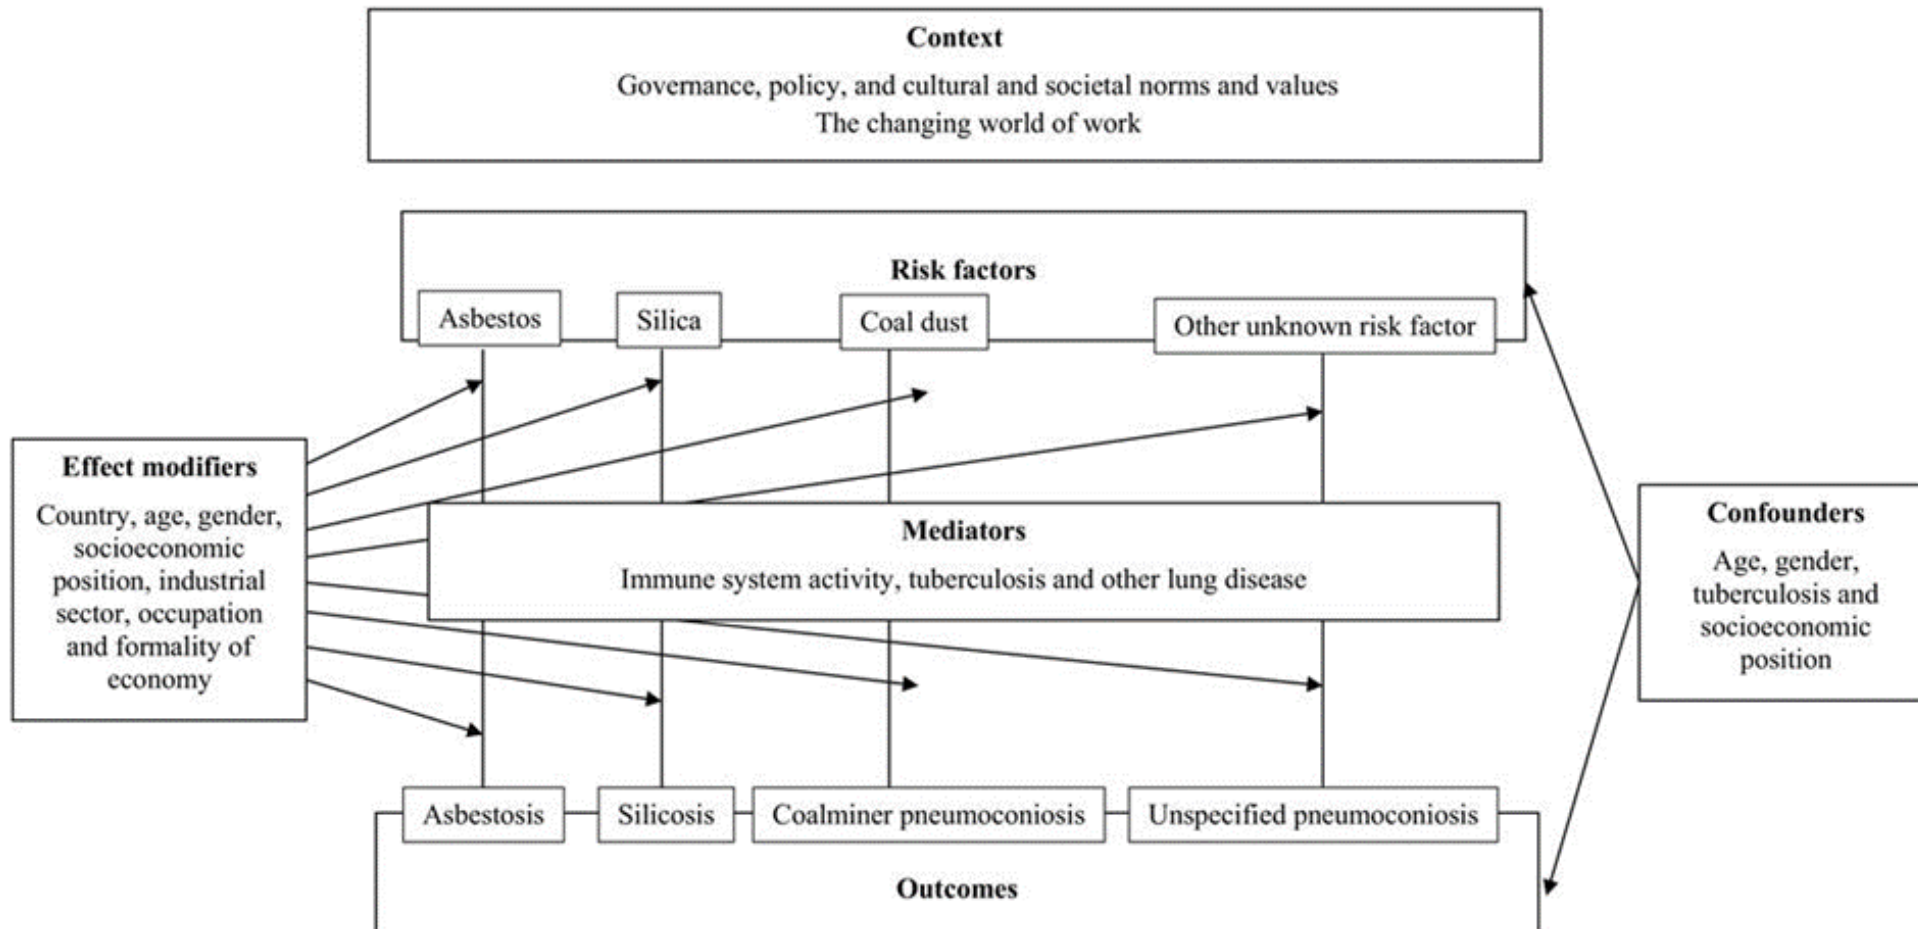 Context
Governance, policy, and cultural and societal norms and values
The changing world of work
Risk factors
Asbestos
Silica
Coal dust
Other unknown risk factor
Effect modifiers
Country, age, gender,
socioeconomic
position, industrial
sector, occupation
and formality of
economy
Mediators
Immune system activity, tuberculosis and other lung disease
Confounders
Age, gender,
tuberculosis and
socioeconomic
position
Asbestosis
Silicosis
Coalminer pneumoconiosis
Unspecified pneumoconiosis
Outcomes